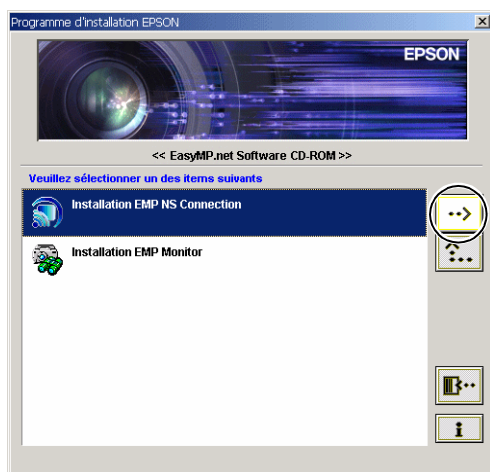 Programme d'installation EPSON
EPSON
<< EasyMP.net Software CD-ROM >>
Veuillez sélectionner un des items suivants
Installation EMP NS Connection
Installation EMP Monitor